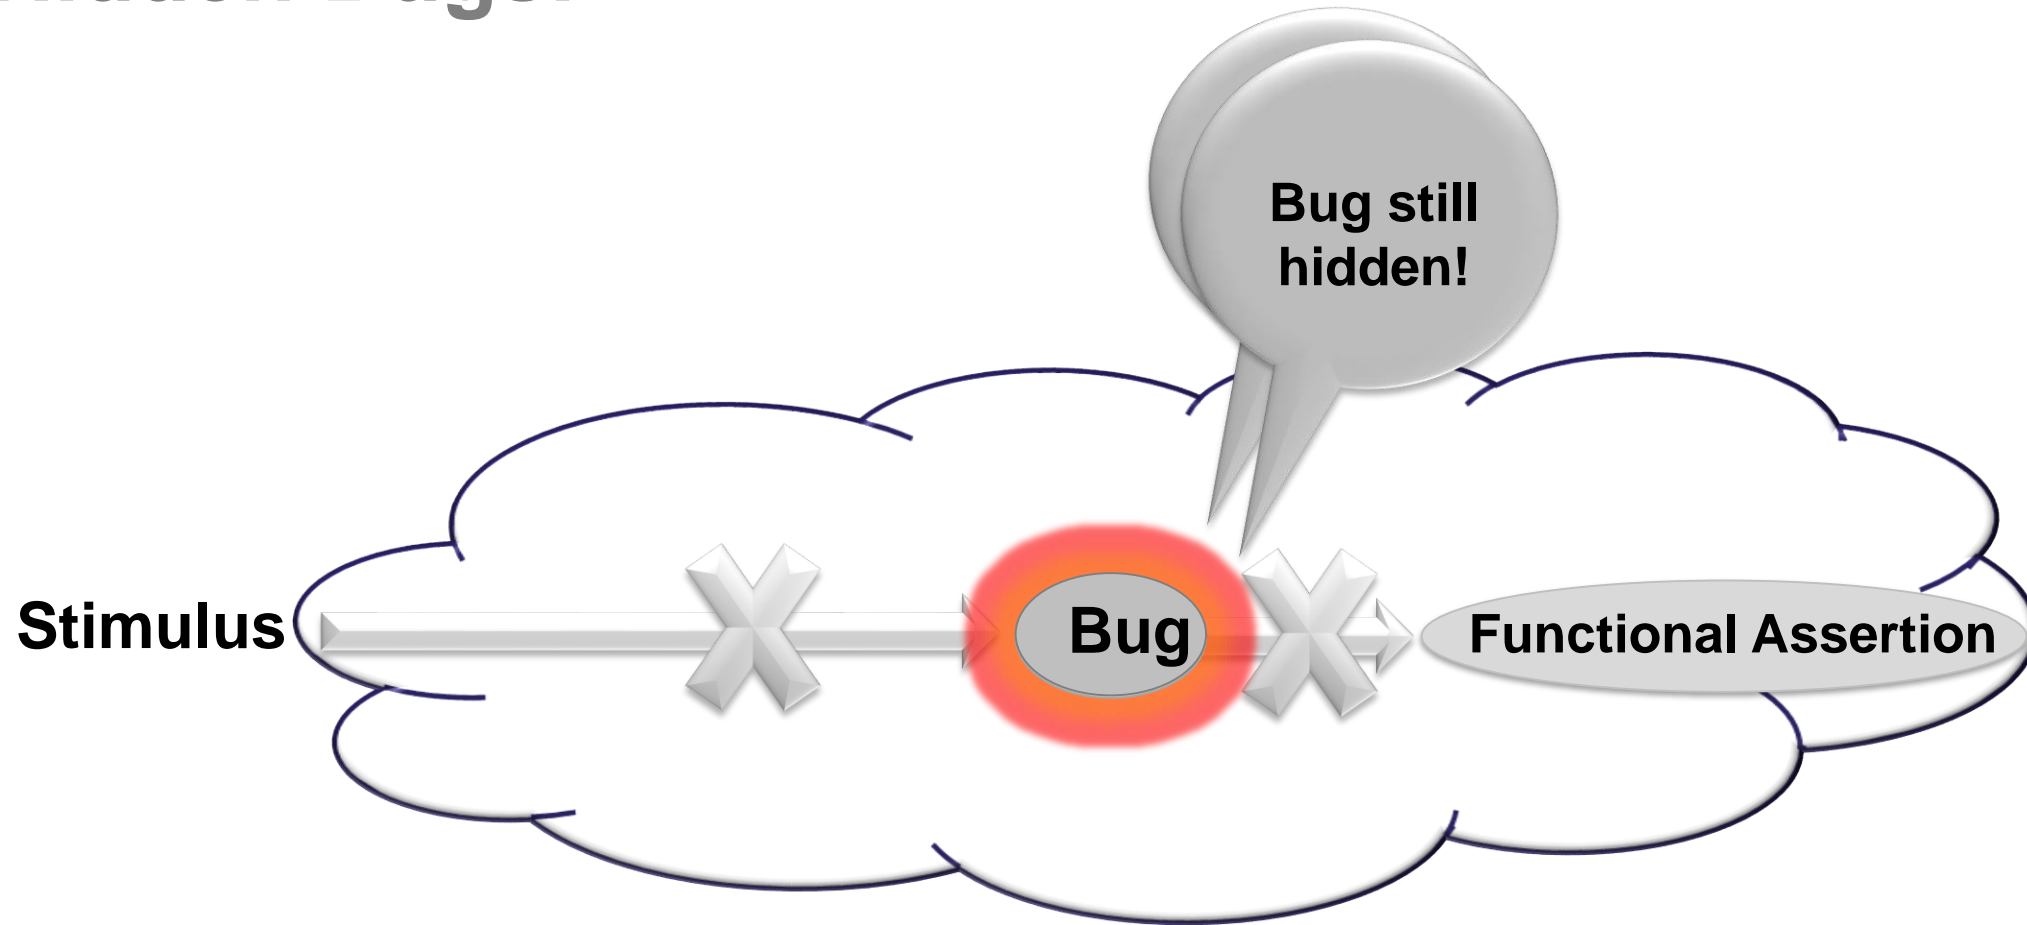 Bug still
hidden!
Stimulus
Bug
Functional Assertion